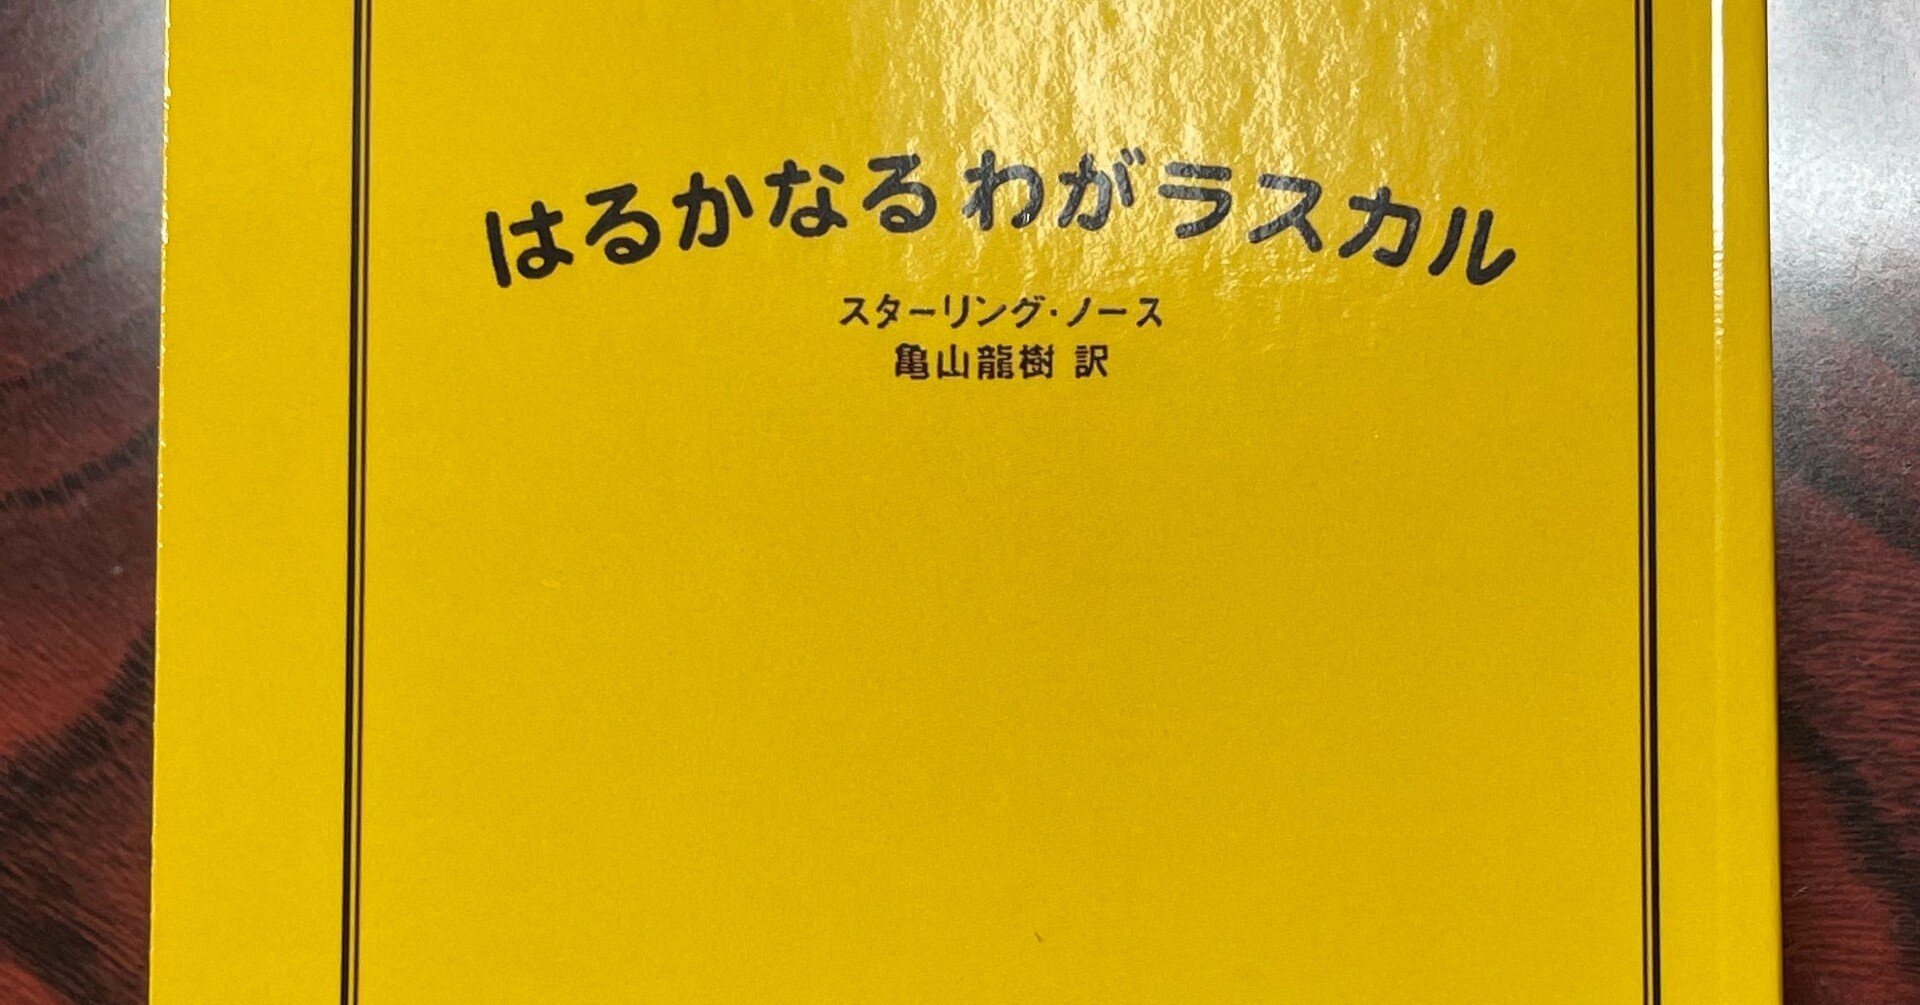 はるかなるわがラスカル
スターリング・ノース
亀山龍樹 訳